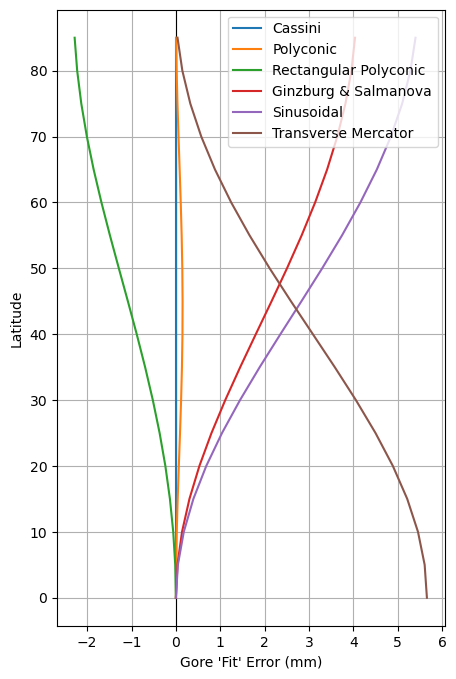 Cassini
Polyconic
Rectangular Polyconic
Ginzburg & Salmanova
Sinusoidal
Transverse Mercator
80
70
60
50
40
30
20
10
0
Latitude
−2 −1 0 1 2 3 4 5 6
Gore 'Fit' Error (mm)